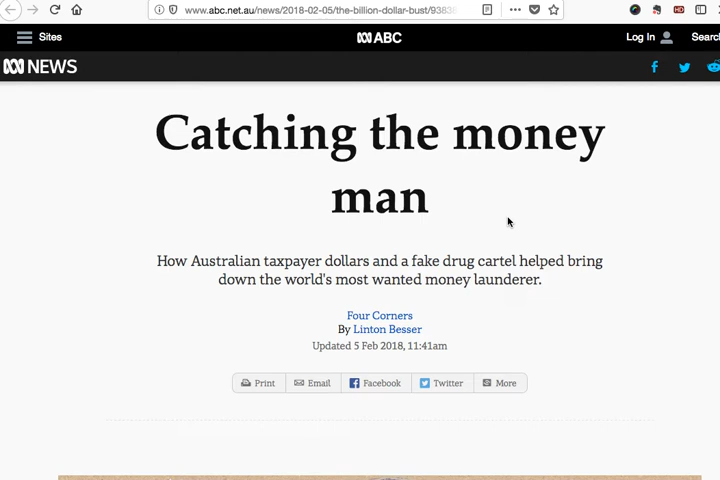 www.abc.net.au/news/2018-02-05/the-billion-dollar-bust/9383
Sites
ABC
Log In
Search
NEWS
Catching the money
man
How Australian taxpayer dollars and a fake drug cartel helped bring
down the world's most wanted money launderer.
Four Corners
By Linton Besser
Updated 5 Feb 2018, 11:41am
Print
Email
Facebook
Twitter
More